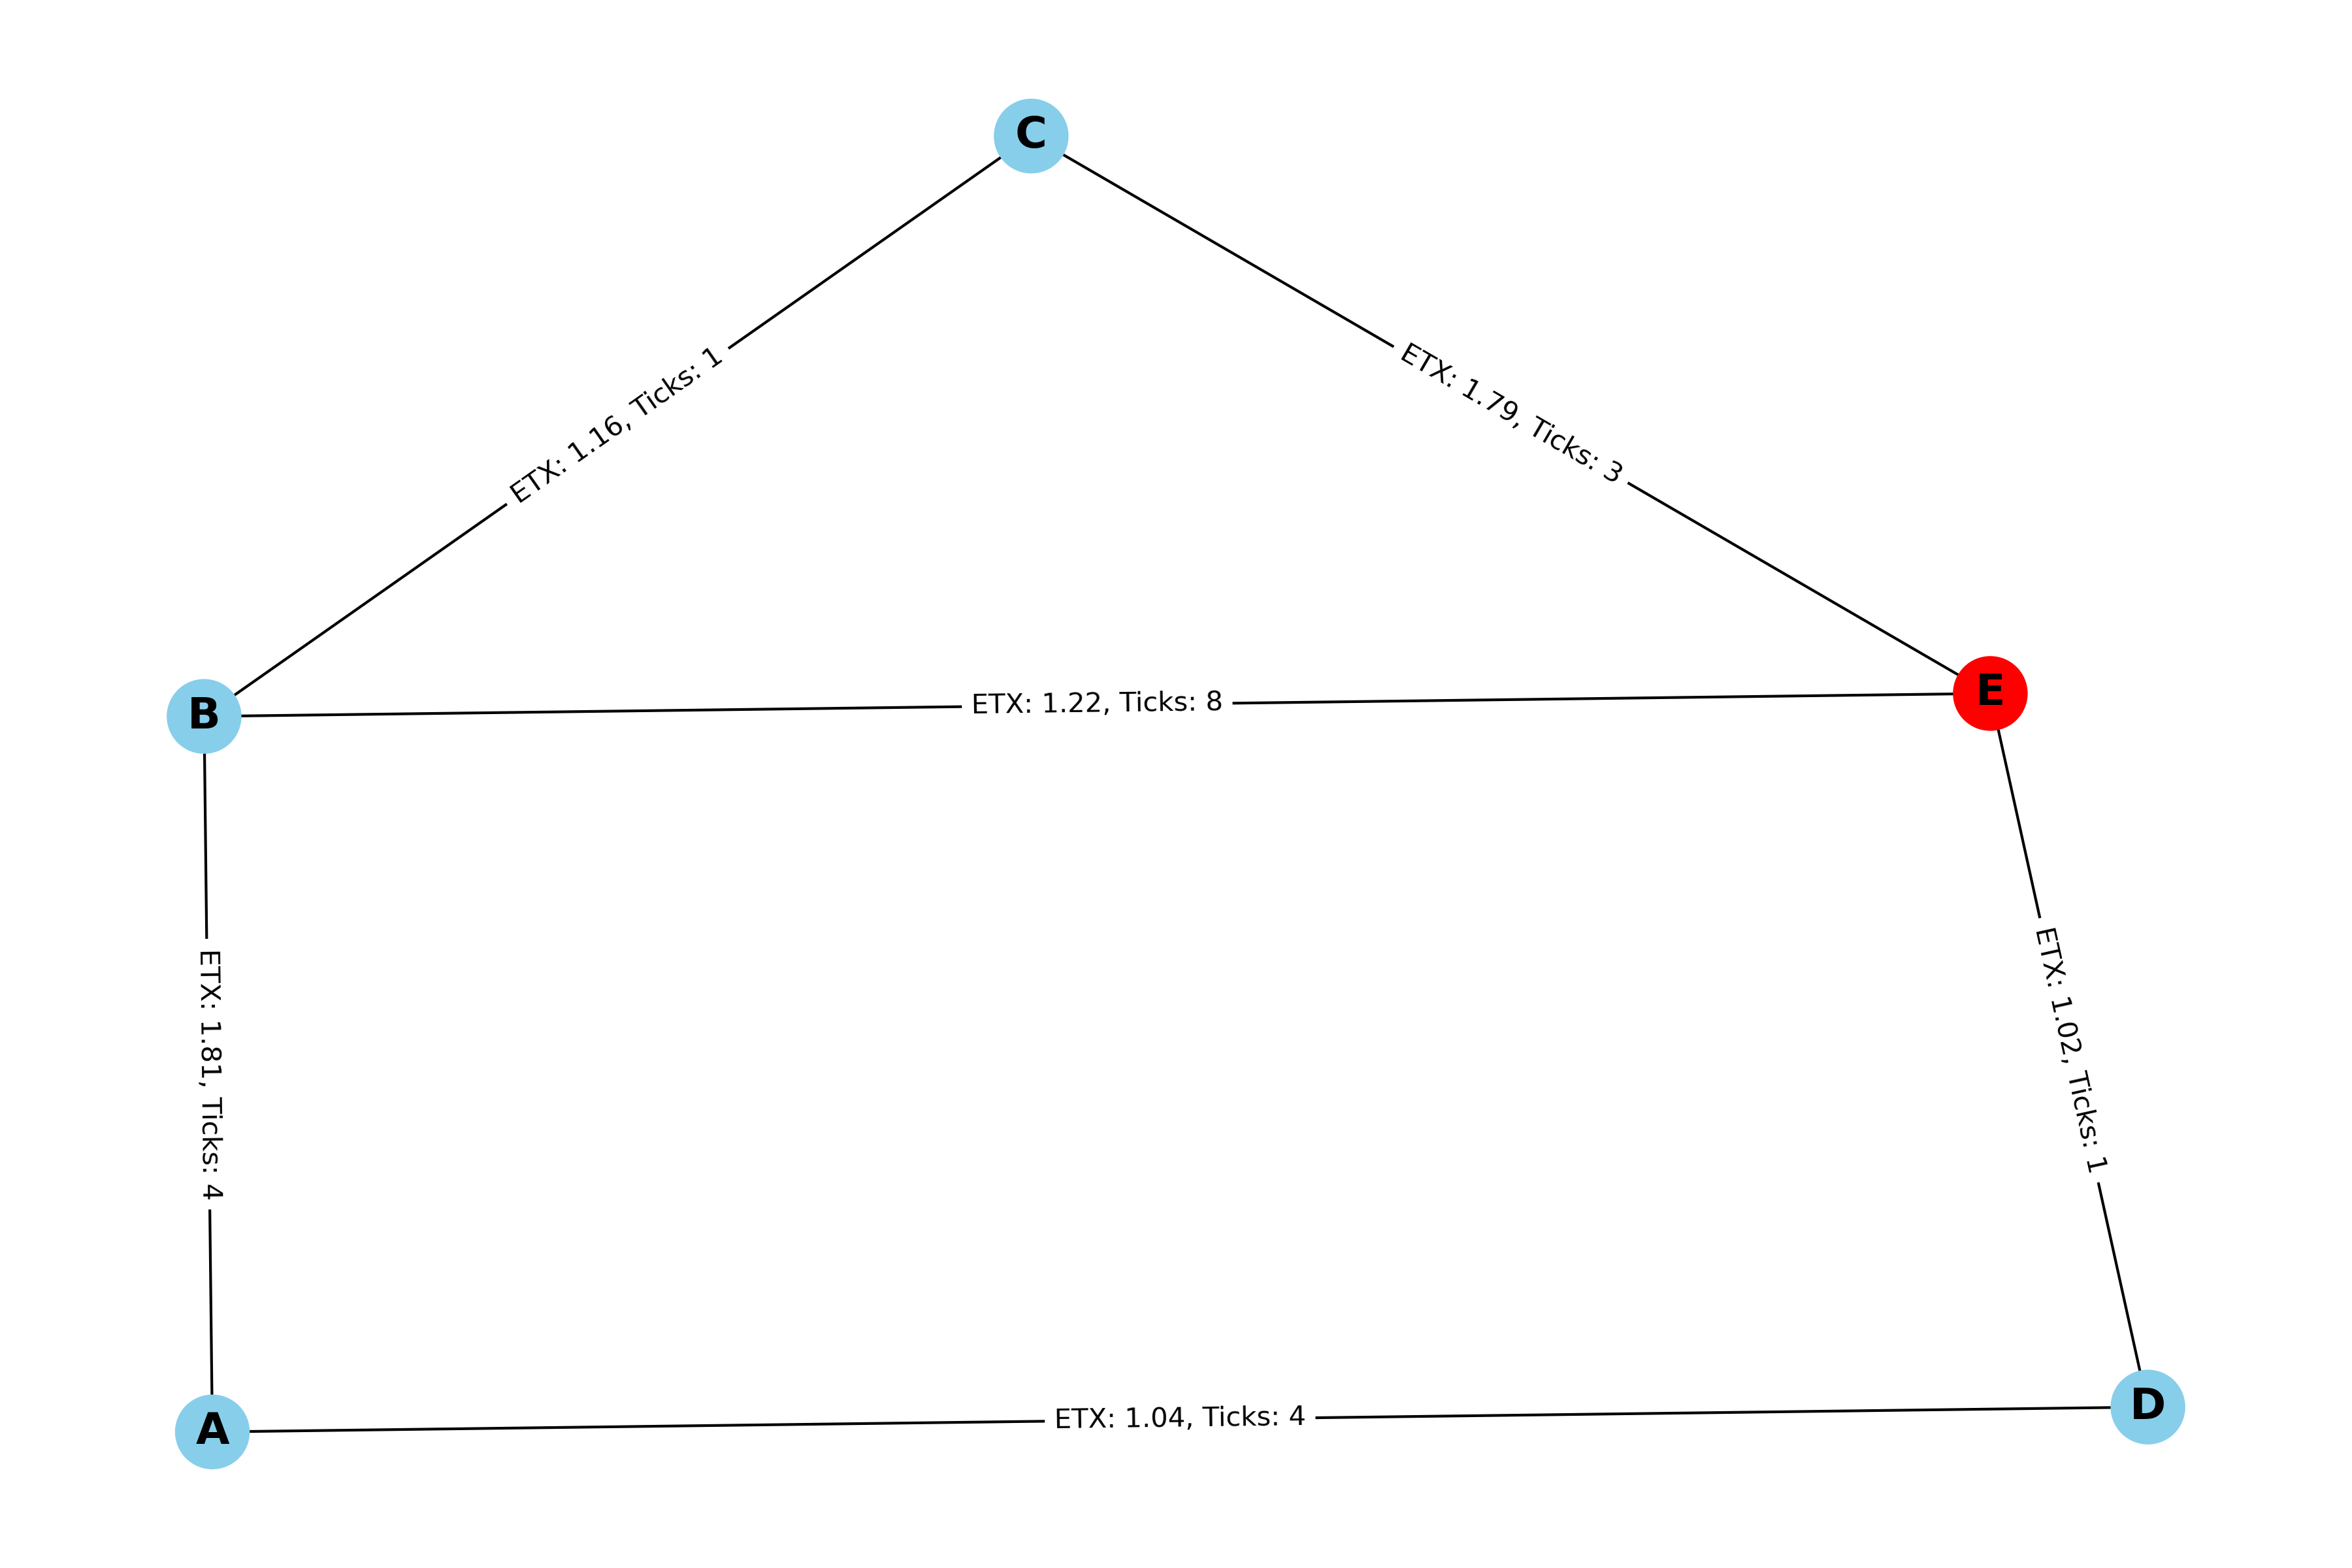 C
ETX: 1.16, Ticks: 1
ETX: 1.79, Ticks: 3
B
ETX: 1.22, Ticks: 8
E
ETX: 1.81, Ticks: 4
ETX: 1.02, Ticks: 1
A
ETX: 1.04, Ticks: 4
D